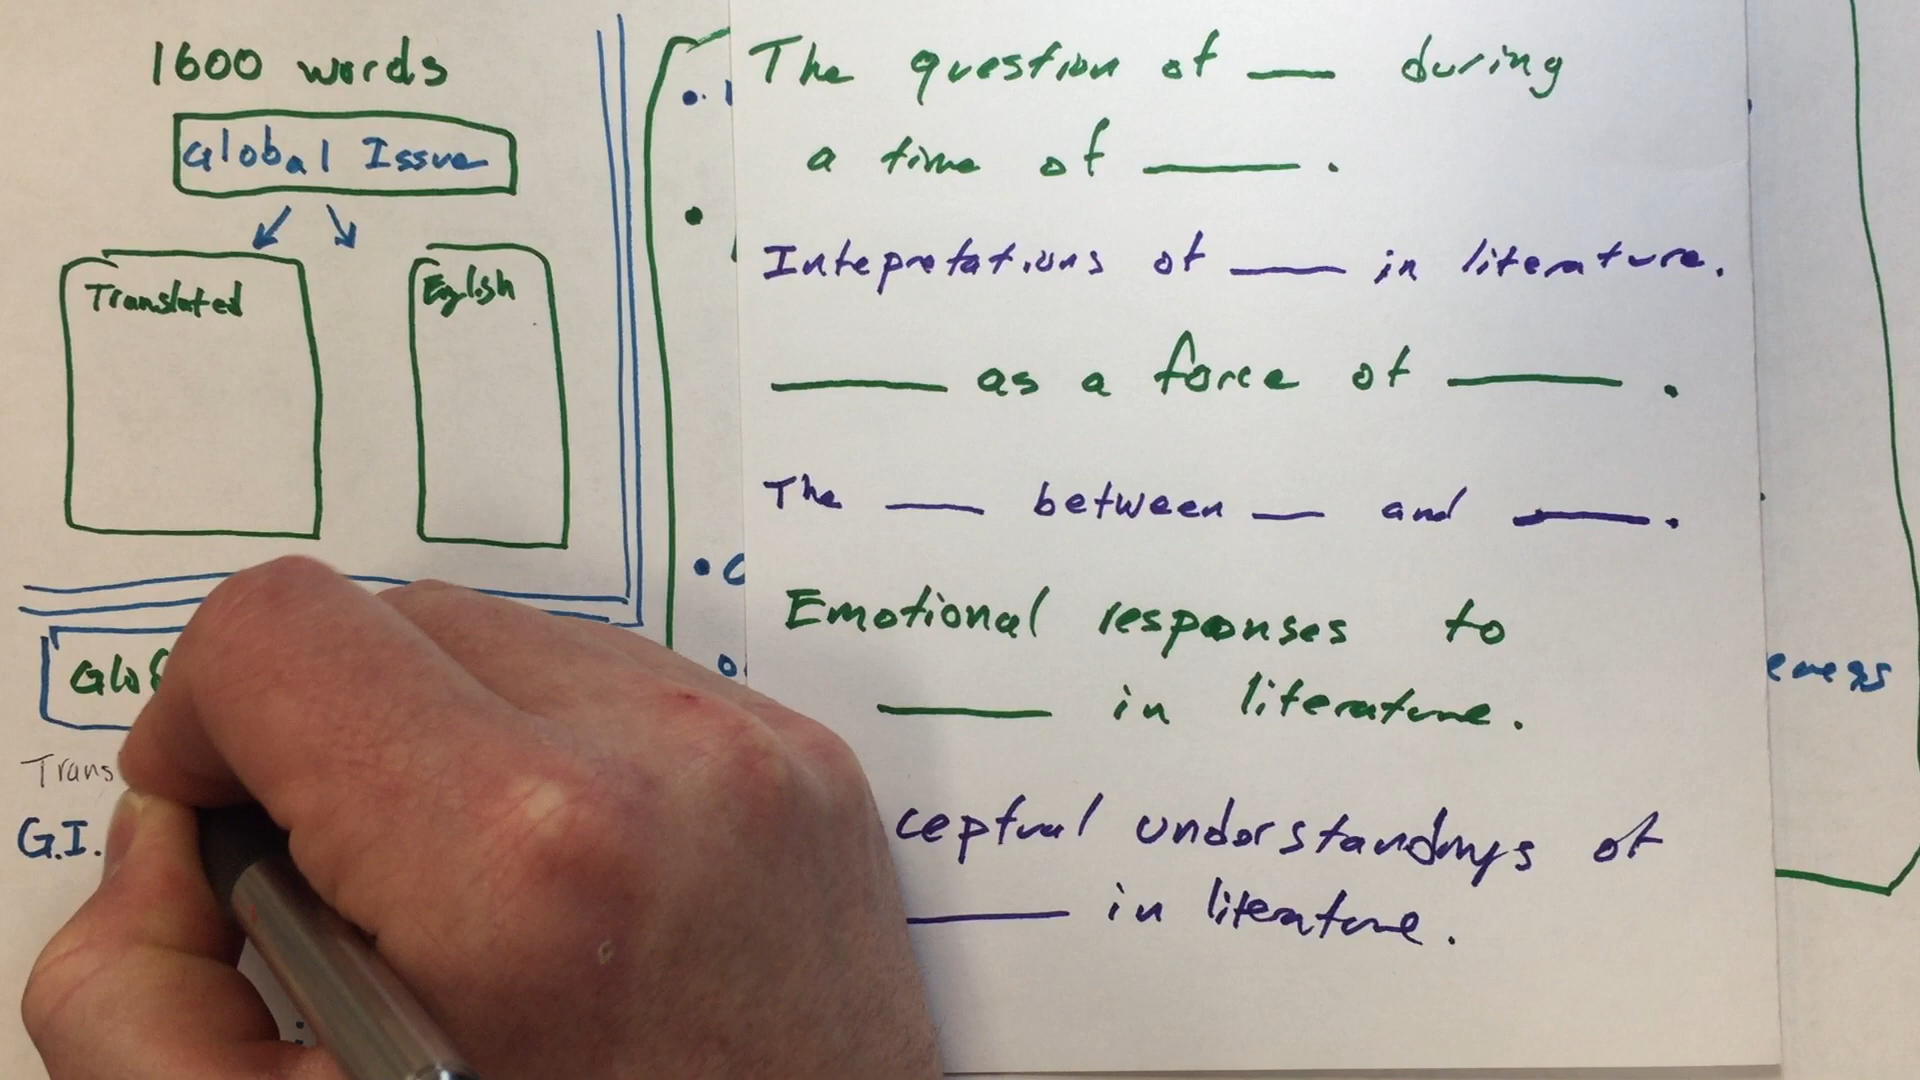 1600 words
Global Issue
Translated
Eglish
Trans
G.I.
The question of ___ during
a time of ___.
Intepretations of ___ in literature.
___ as a force of ___.
The ___ between ___ and ___.
Emotional responses to
___ in literature.
ceptual understandings of
___ in literature.